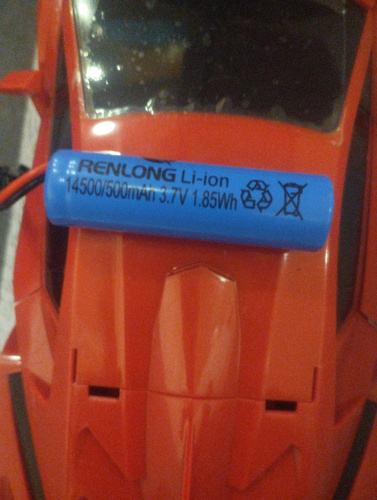 RENLONG Li-ion
14500/500mAh 3.7V 1.85Wh